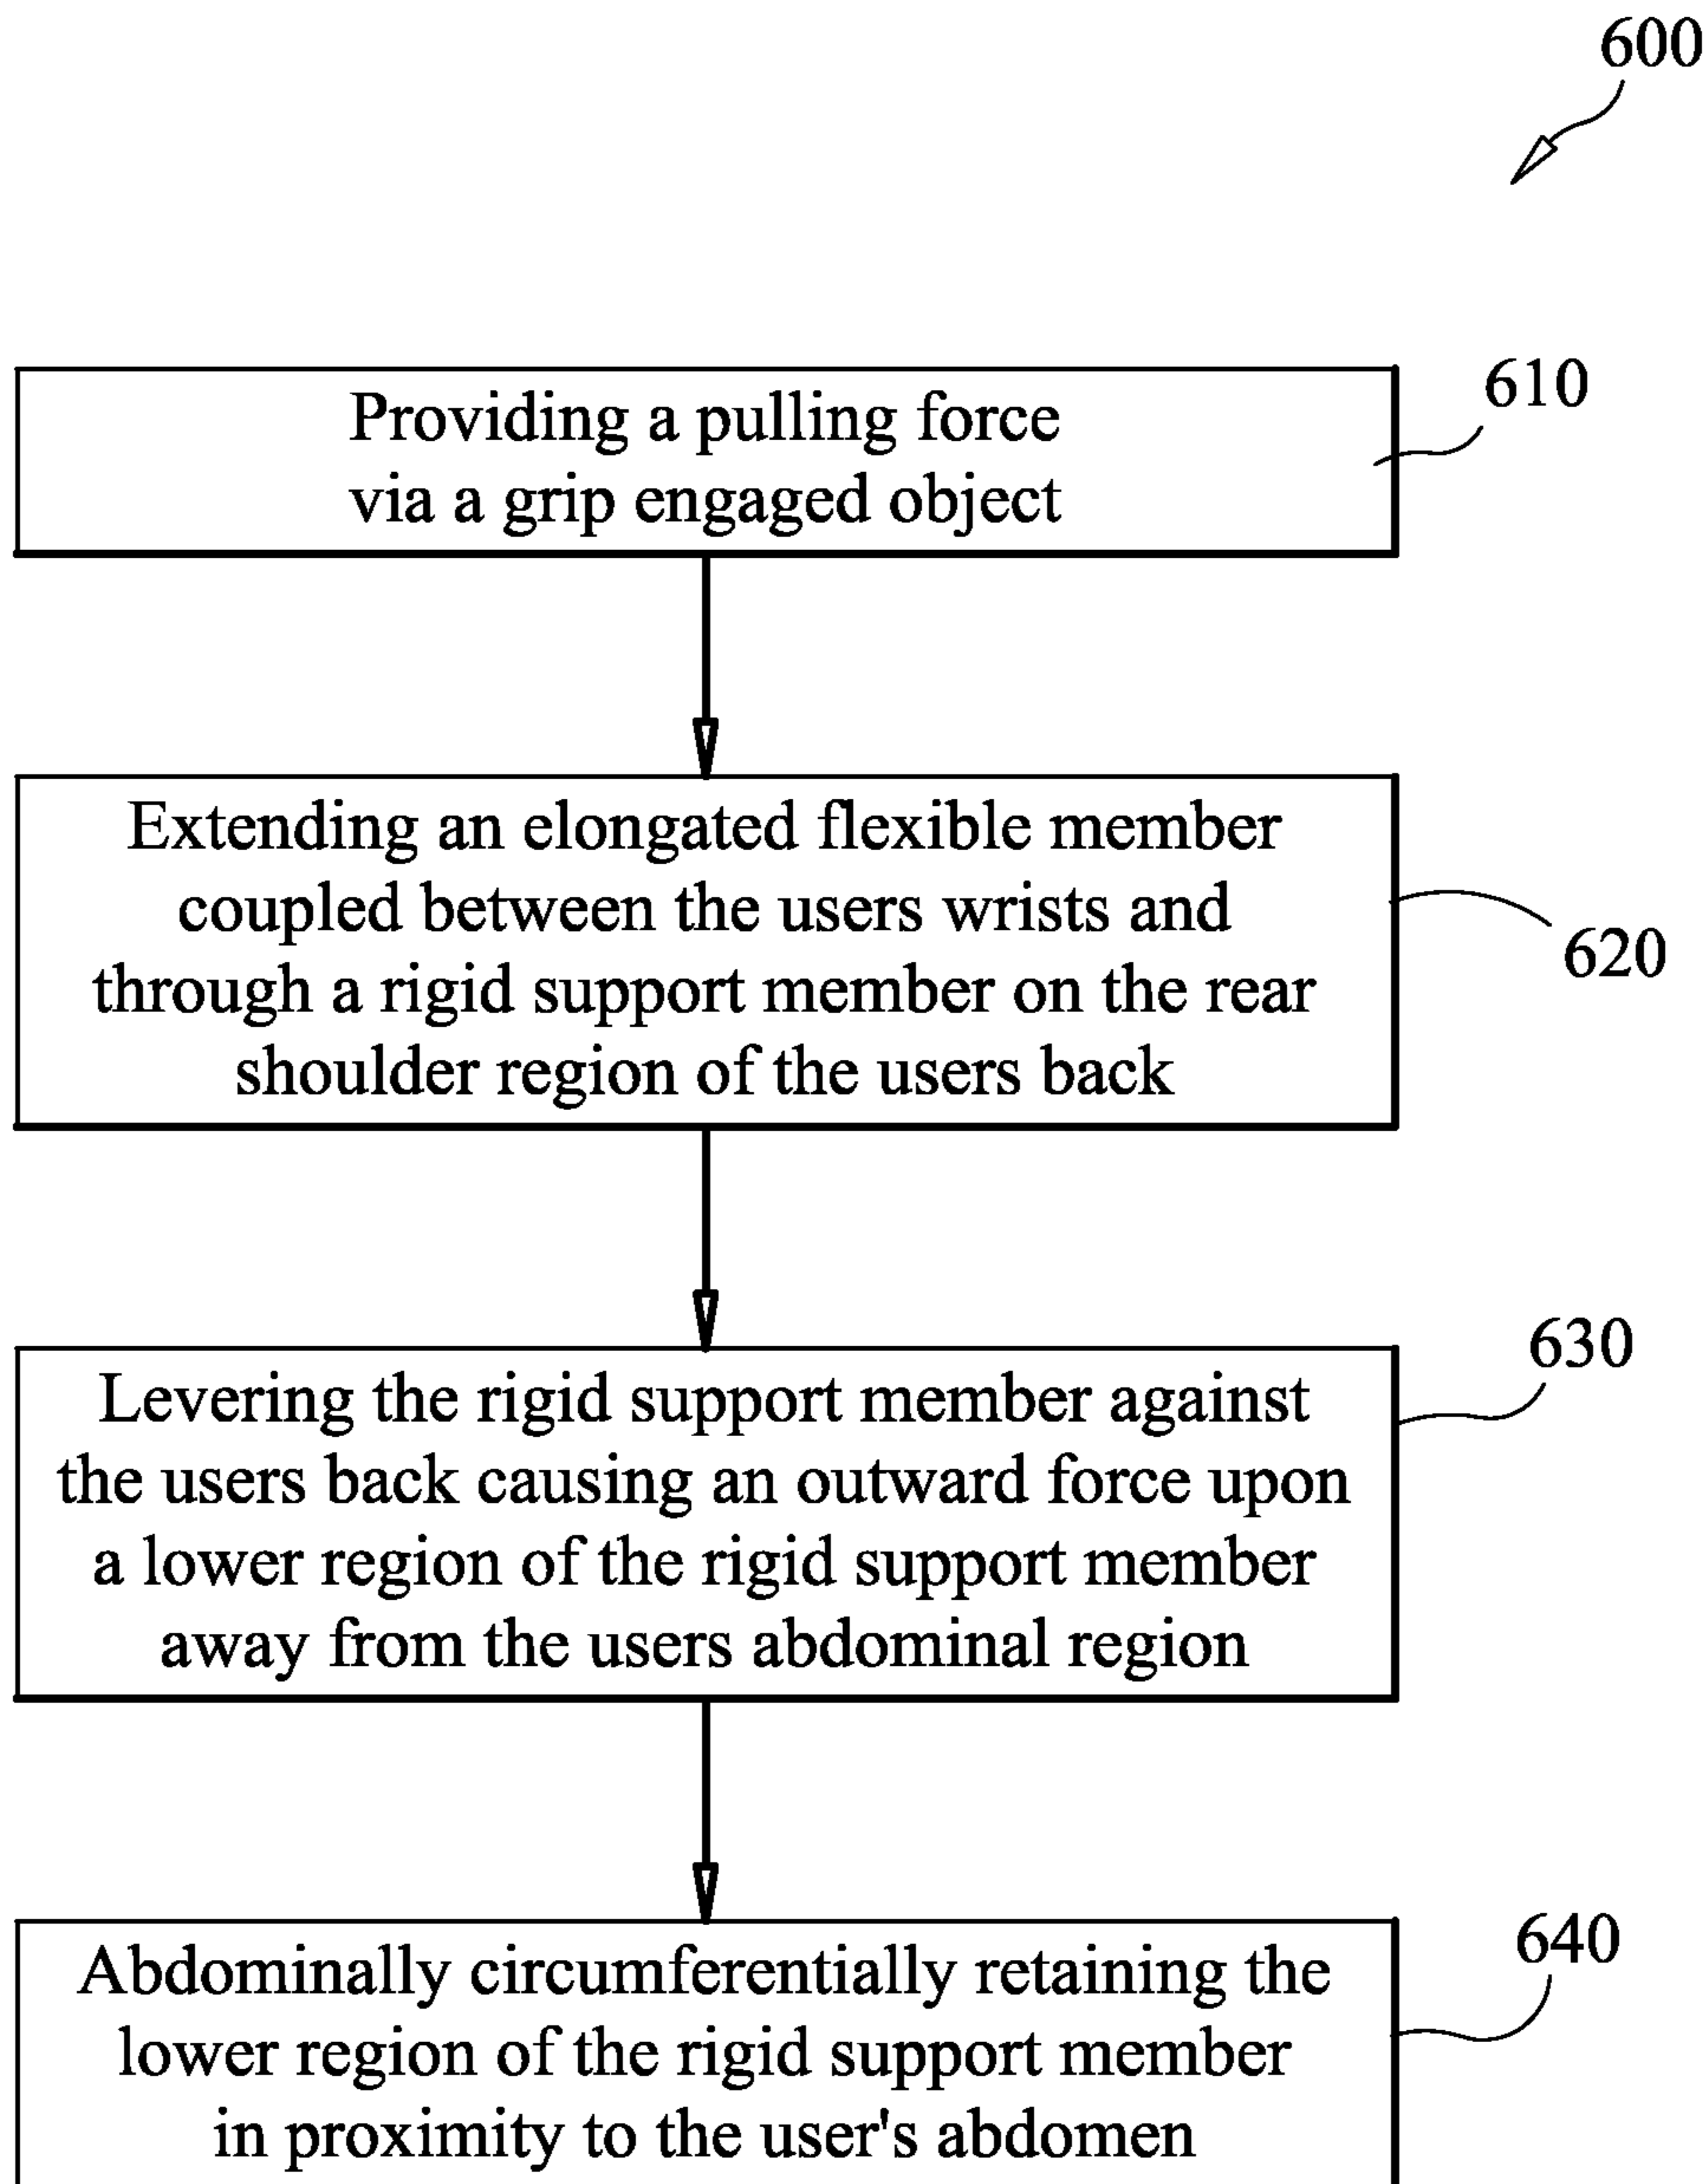 600
Providing a pulling force
via a grip engaged object
610
Extending an elongated flexible member
coupled between the users wrists and
through a rigid support member on the rear
shoulder region of the users back
620
Levering the rigid support member against
the users back causing an outward force upon
a lower region of the rigid support member
away from the users abdominal region
630
Abdominally circumferentially retaining the
lower region of the rigid support member
in proximity to the user's abdomen
640